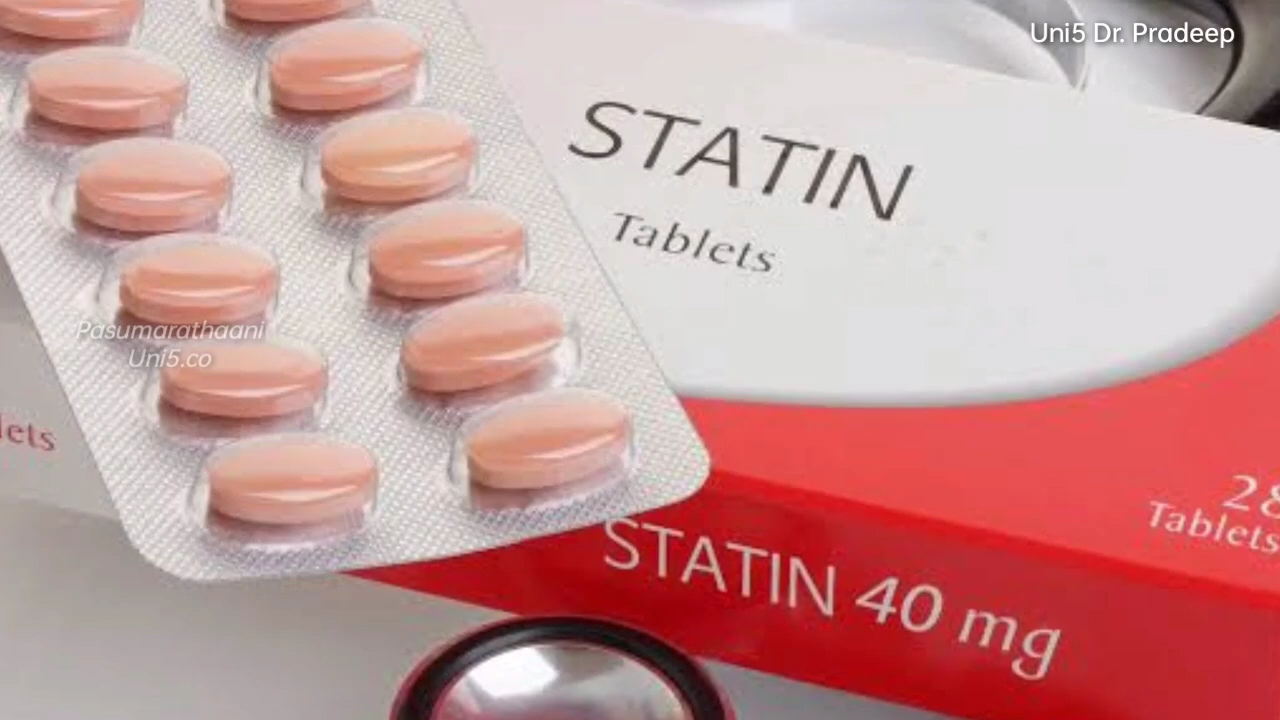 Uni5 Dr. Pradeep
STATIN
Tablets
Pasumarathaani
Uni5.co
lets
28
Tablets
STATIN 40 mg